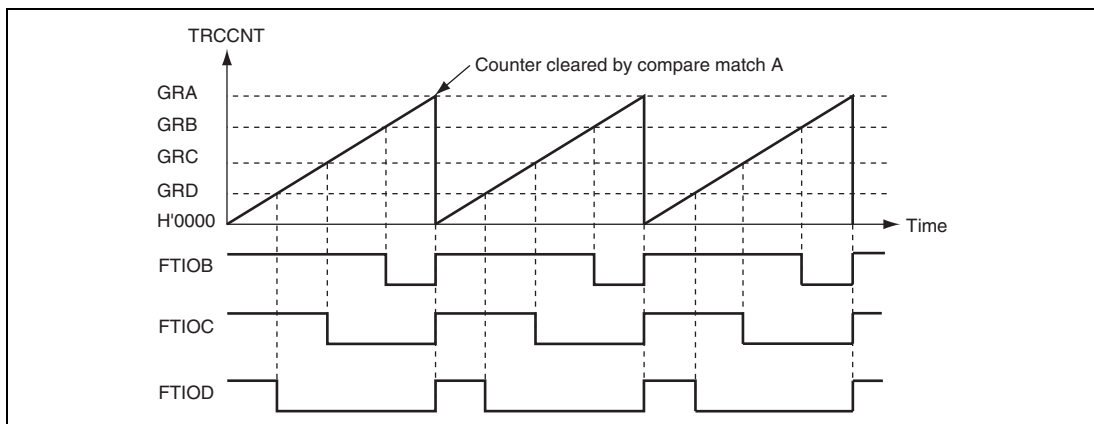 TRCCNT
Counter cleared by compare match A
GRA
GRB
GRC
GRD
H'0000
Time
FTIOB
FTIOC
FTIOD